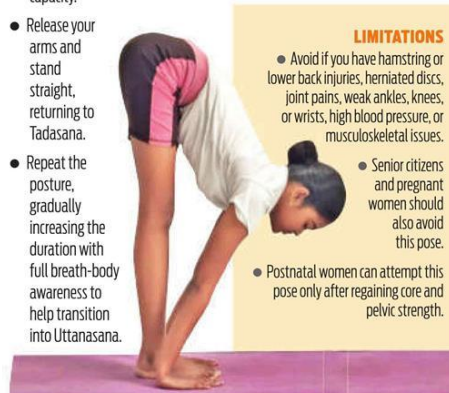 capacity.
● Release your
arms and
stand
straight,
returning to
Tadasana.
● Repeat the
posture,
gradually
increasing the
duration with
full breath-body
awareness to
help transition
into Uttanasana.
LIMITATIONS
● Avoid if you have hamstring or
lower back injuries, herniated discs,
joint pains, weak ankles, knees,
or wrists, high blood pressure, or
musculoskeletal issues.
● Senior citizens
and pregnant
women should
also avoid
this pose.
● Postnatal women can attempt this
pose only after regaining core and
pelvic strength.